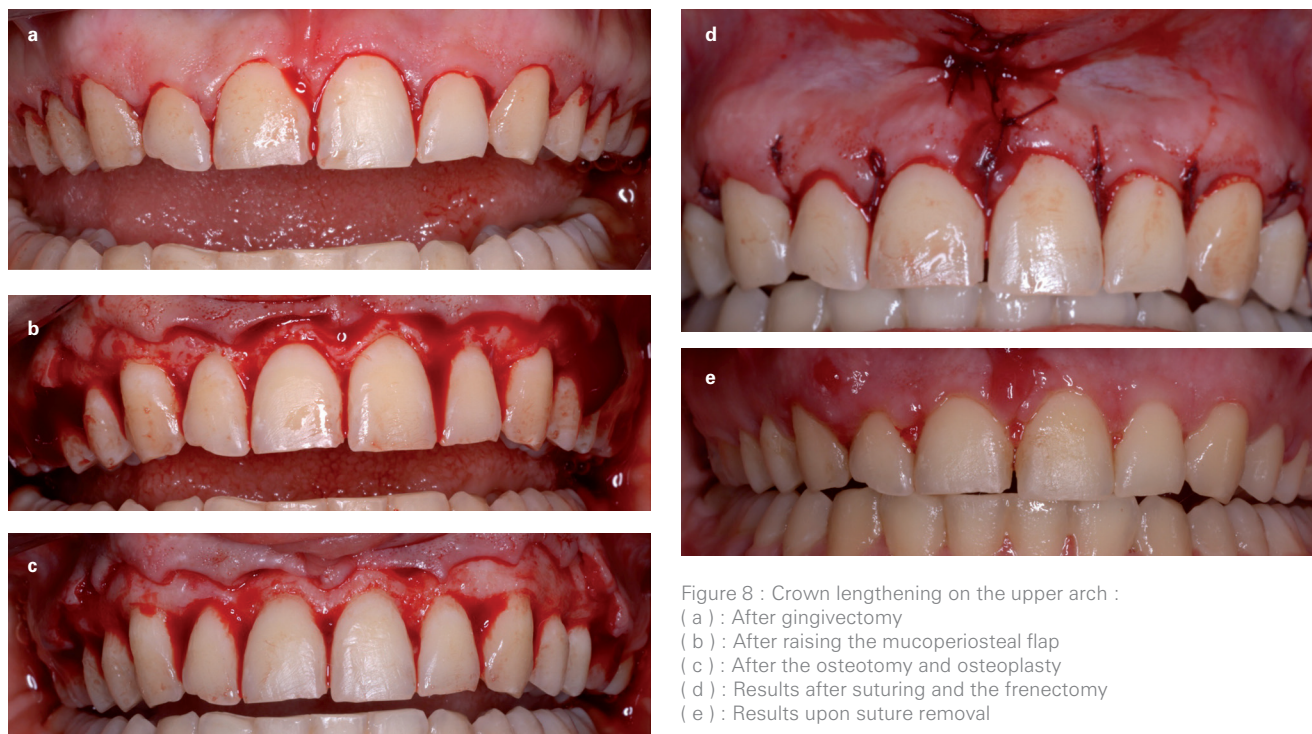 a
b
c
d
e
Figure 8 : Crown lengthening on the upper arch :
( a ) : After gingivectomy
( b ) : After raising the mucoperiosteal flap
( c ) : After the osteotomy and osteoplasty
( d ) : Results after suturing and the frenectomy
( e ) : Results upon suture removal